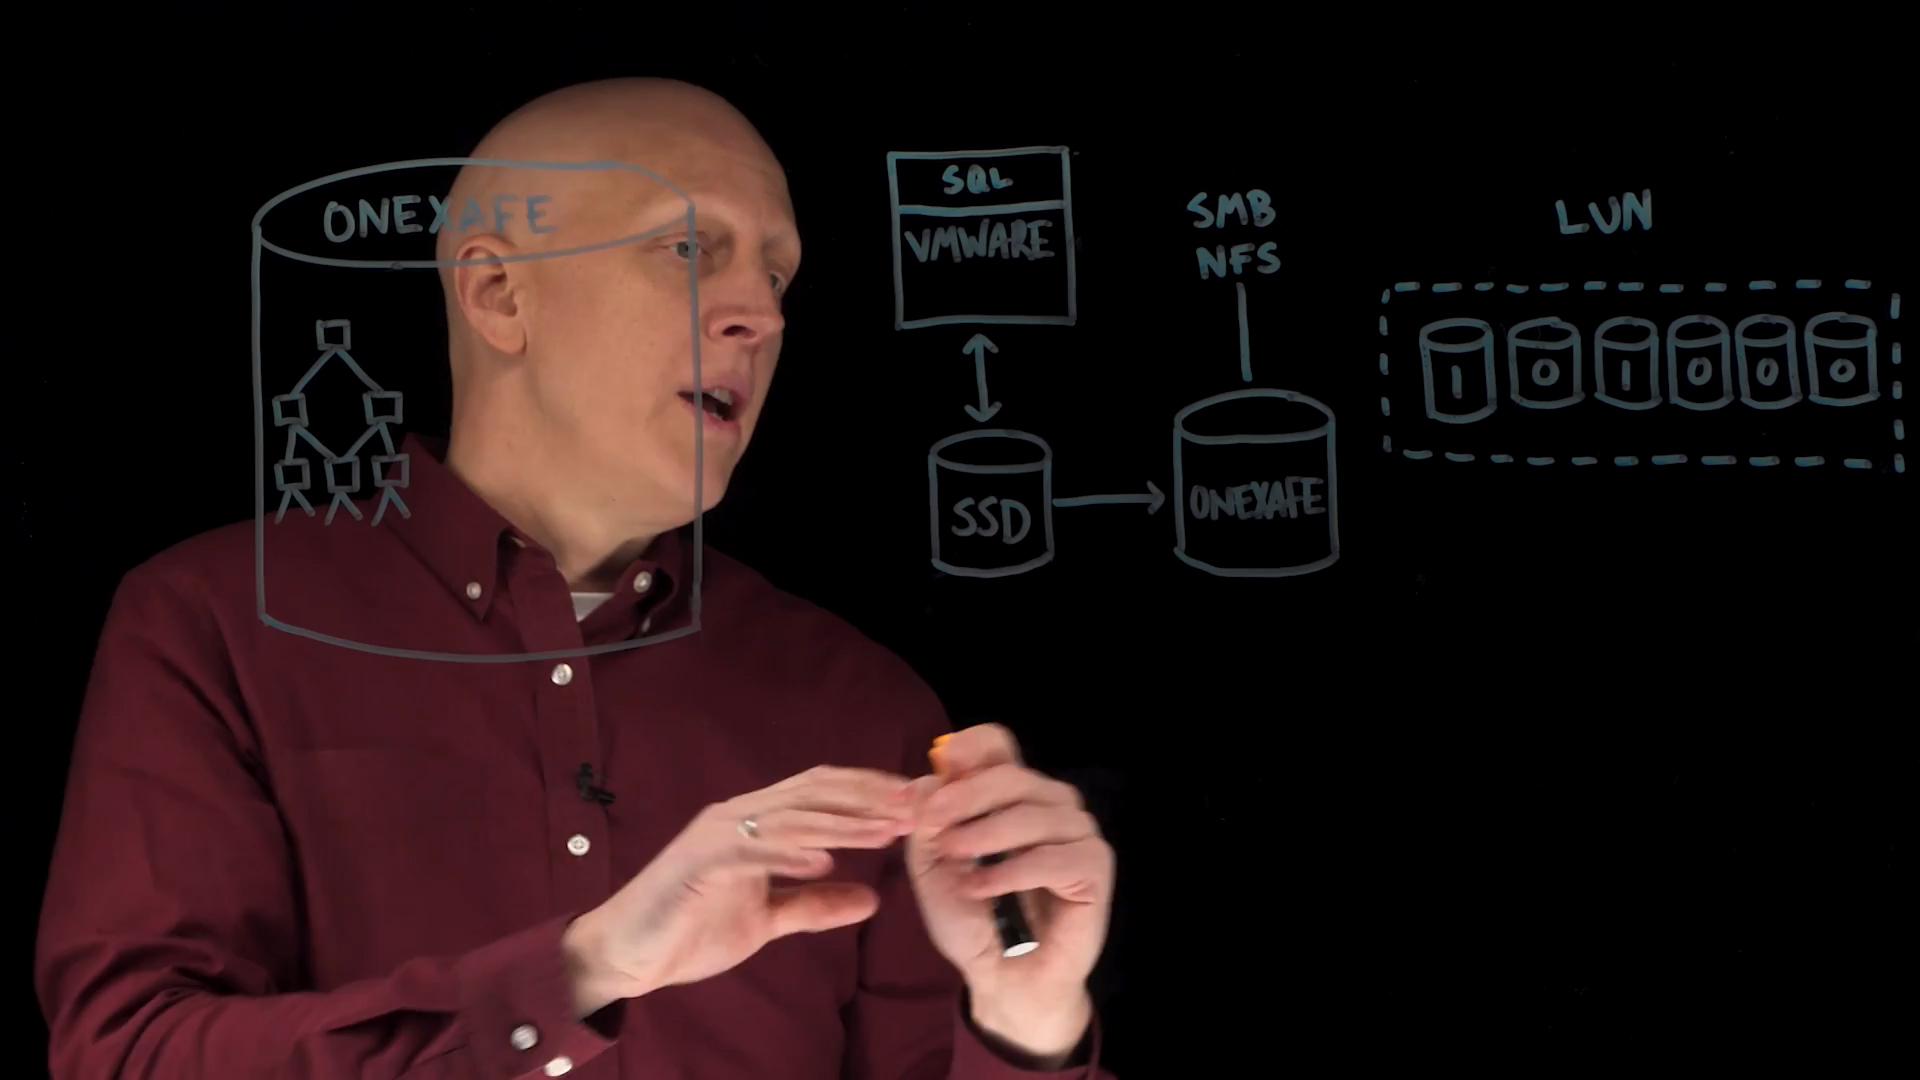 ONEXAFE
SQL
VMWARE
SSD
SMB
NFS
ONEXAFE
LUN
1 0 1 0 0 0